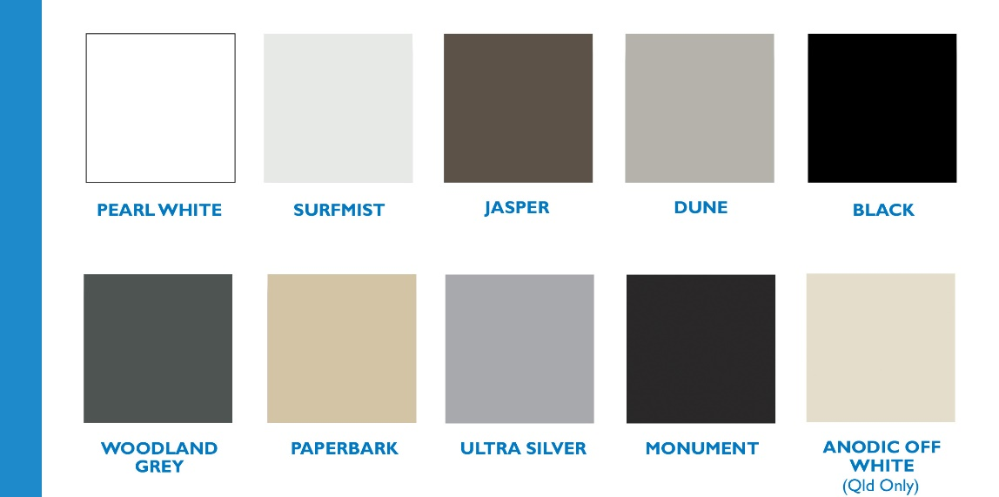 PEARL WHITE
SURFMIST
JASPER
DUNE
BLACK
WOODLAND
GREY
PAPERBARK
ULTRA SILVER
MONUMENT
ANODIC OFF
WHITE
(Qld Only)